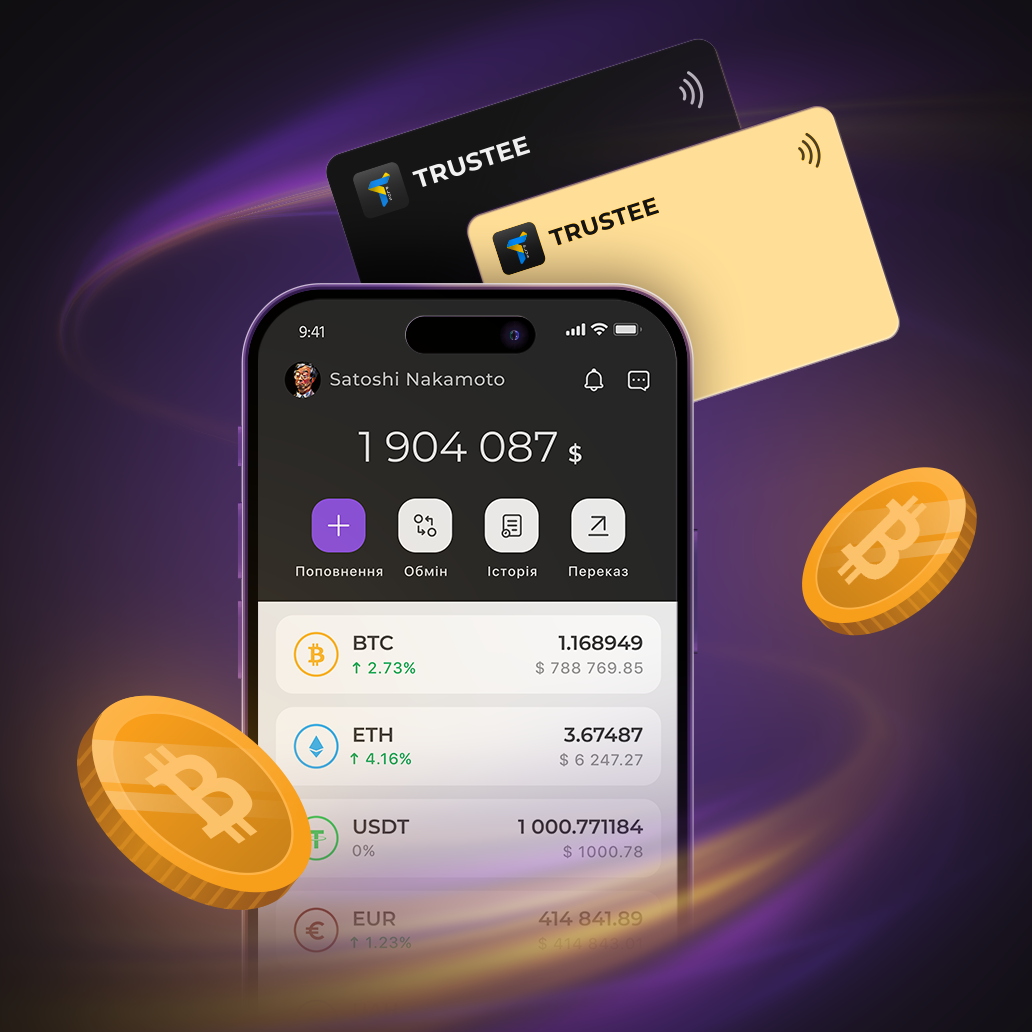 TRUSTEE
TRUSTEE
9:41
Satoshi Nakamoto
1 904 087 $
Поповнення Обмін Історія Переказ
BTC 1.168949
↑ 2.73% $ 788 769.85
ETH 3.67487
↑ 4.16% $ 6 247.27
USDT 1 000.771184
0% $ 1000.78
EUR 414 841.89
↑ 1.23%